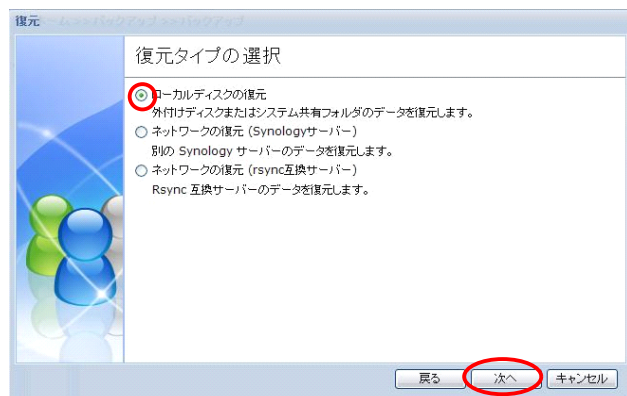 復元
復元タイプの選択
ローカルディスクの復元
外付けディスクまたはシステム共有フォルダのデータを復元します。
ネットワークの復元 (Synologyサーバー)
別の Synology サーバーのデータを復元します。
ネットワークの復元 (rsync互換サーバー)
Rsync 互換サーバーのデータを復元します。
戻る
次へ
キャンセル